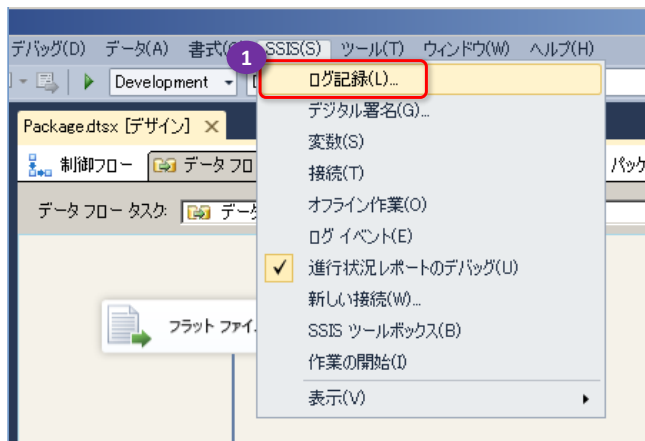 デバッグ(D) データ(A) 書式( SSIS(S) ツール(T) ウィンドウ(W) ヘルプ(H)
1
Development
ログ記録(L)...
Package.dtsx [デザイン]
デジタル署名(G)...
変数(S)
制御フロー データ フロ
接続(T)
パッケ
データ フロー タスク: デー
オフライン作業(O)
ログ イベント(E)
進行状況レポートのデバッグ(U)
新しい接続(W)...
フラット ファイ
SSIS ツールボックス(B)
作業の開始(I)
表示(V)